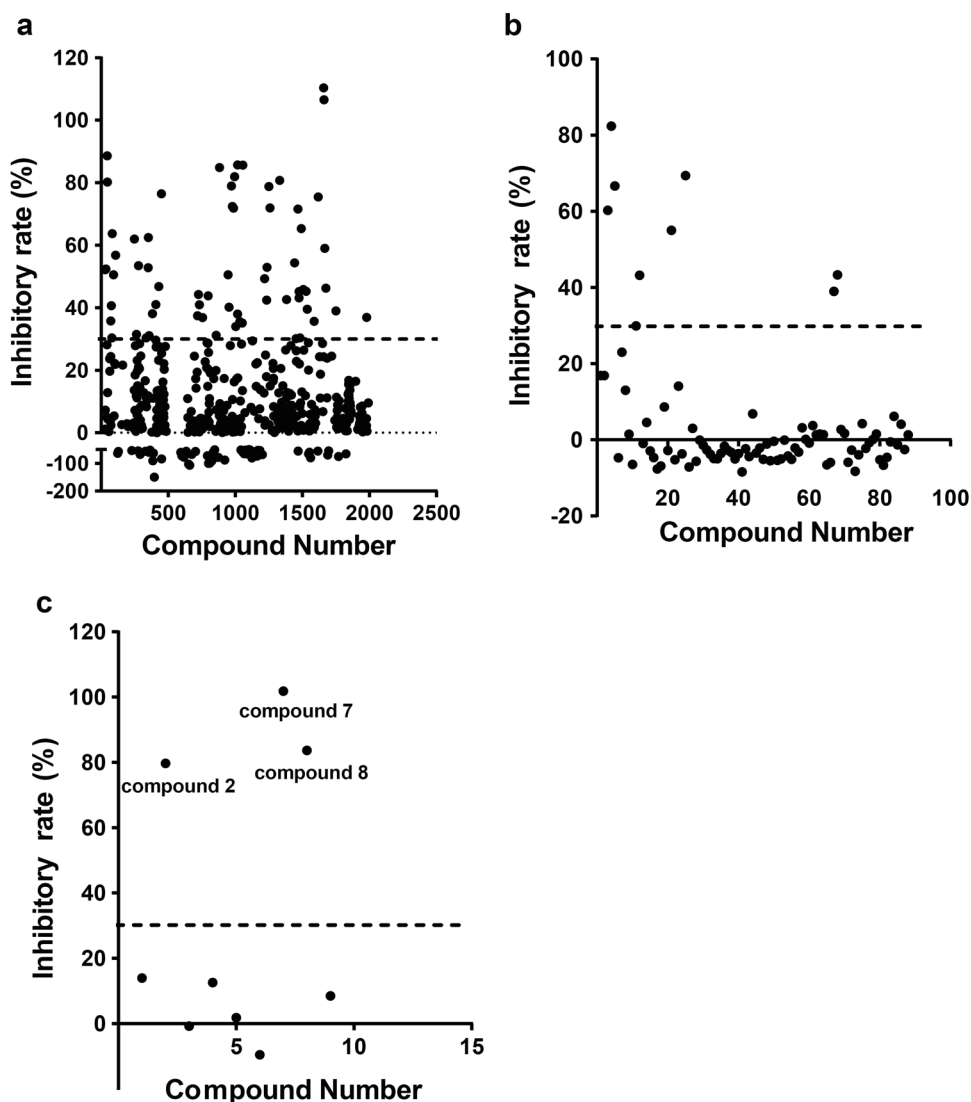 a
120
100
80
60
40
20
0
-100
-200
Inhibitory rate (%)
500 1000 1500 2000 2500
Compound Number
b
100
80
60
40
20
0
-20
Inhibitory rate (%)
20 40 60 80 100
Compound Number
c
120
100
80
60
40
20
0
Inhibitory rate (%)
compound 7
compound 8
compound 2
5 10 15
Compound Number